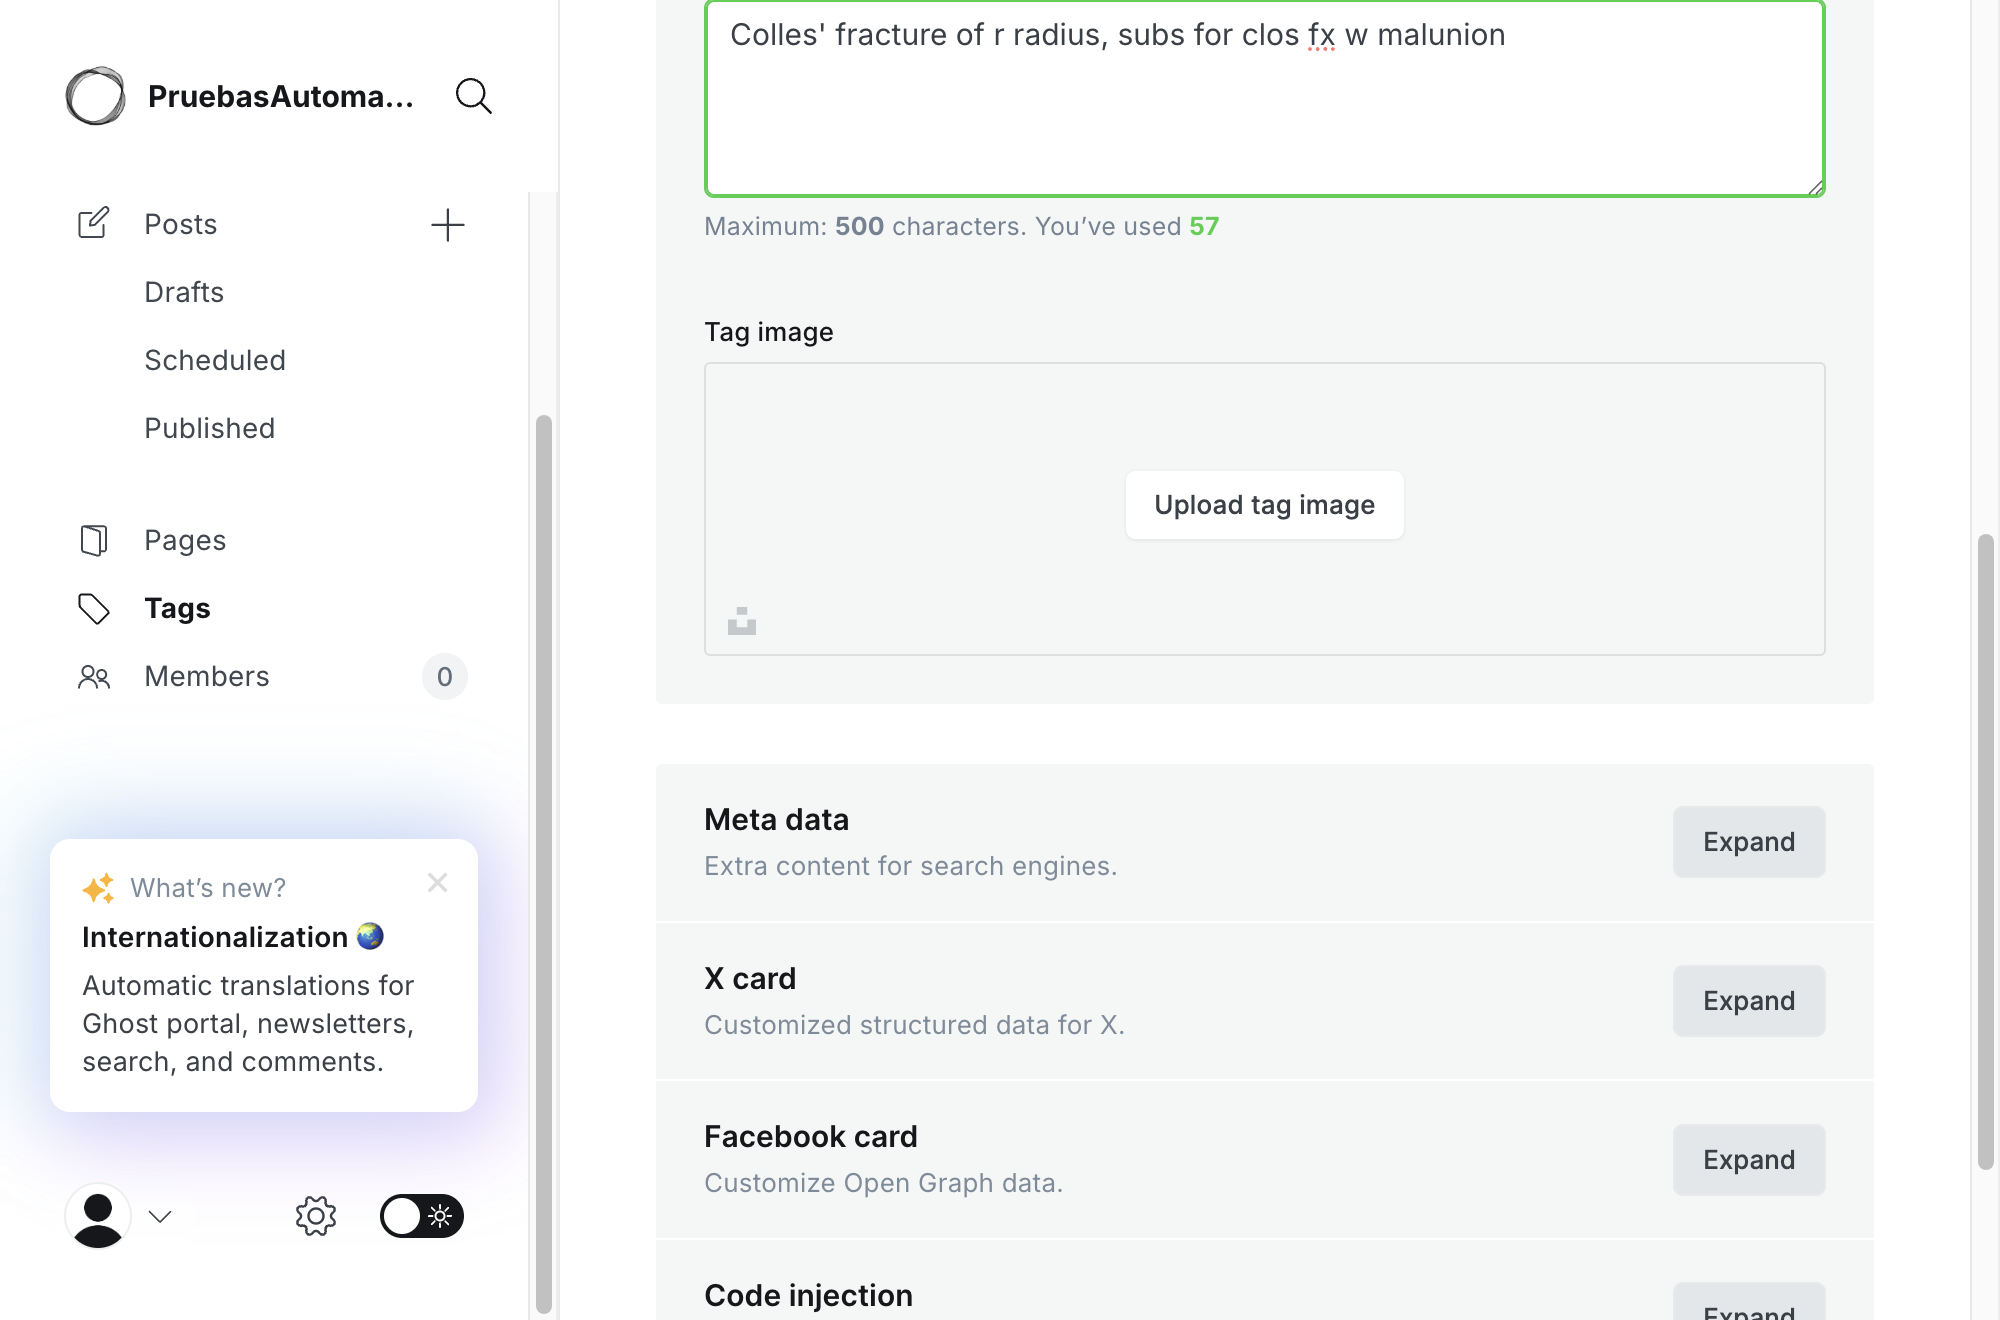 PruebasAutoma...
Posts
Drafts
Scheduled
Published
Pages
Tags
Members
0
What’s new?
Internationalization
Automatic translations for
Ghost portal, newsletters,
search, and comments.
Colles' fracture of r radius, subs for clos fx w malunion
Maximum: 500 characters. You’ve used 57
Tag image
Upload tag image
Meta data
Extra content for search engines.
Expand
X card
Customized structured data for X.
Expand
Facebook card
Customize Open Graph data.
Expand
Code injection
Expand